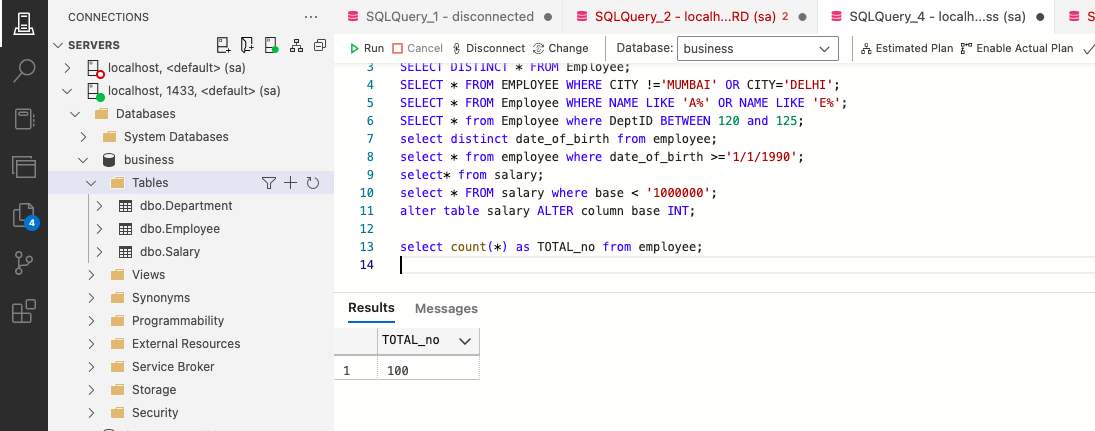 CONNECTIONS ···
SERVERS
localhost, <default> (sa)
localhost, 1433, <default> (sa)
Databases
System Databases
business
Tables
dbo.Department
dbo.Employee
dbo.Salary
Views
Synonyms
Programmability
External Resources
Service Broker
Storage
Security
4
SQLQuery_1 - disconnected ●
SQLQuery_2 - localh...RD (sa) 2 ●
SQLQuery_4 - localh...ss (sa) ●
S
Run Cancel Disconnect Change Database: business Estimated Plan Enable Actual Plan
3 SELECT DISTINCT * FROM Employee;
4 SELECT * FROM EMPLOYEE WHERE CITY !='MUMBAI' OR CITY='DELHI';
5 SELECT * FROM Employee WHERE NAME LIKE 'A%' OR NAME LIKE 'E%';
6 SELECT * from Employee where DeptID BETWEEN 120 and 125;
7 select distinct date_of_birth from employee;
8 select * from employee where date_of_birth >='1/1/1990';
9 select* from salary;
10 select * FROM salary where base < '1000000';
11 alter table salary ALTER column base INT;
12
13 select count(*) as TOTAL_no from employee;
14
Results Messages
TOTAL_no
1 100